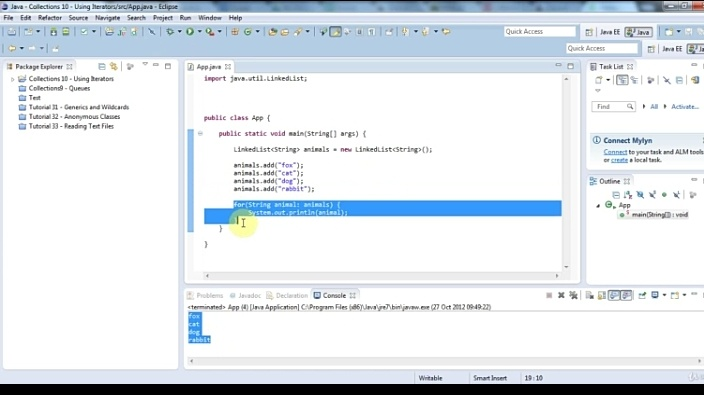 Java - Collections 10 - Using Iterators/src/App.java - Eclipse
File Edit Refactor Source Navigate Search Project Run Window Help
Quick Access
Java EE Java
Quick Access
Java EE
Package Explorer
Collections 10 - Using Iterators
Collections9 - Queues
Text
Tutorial 31 - Generics and Wildcards
Tutorial 32 - Anonymous Classes
Tutorial 33 - Reading Text Files
App.java
import java.util.LinkedList;
public class App {
public static void main(String[] args) {
LinkedList<String> animals = new LinkedList<String>();
animals.add("fox");
animals.add("cat");
animals.add("dog");
animals.add("rabbit");
for(String animal: animals) {
System.out.println(animal);
}
}
Task List
Find All Activate...
Connect Mylyn
Connect to your task and ALM tools
or create a local task.
Outline
App
main(String[]) : void
Problems Javadoc Declaration Console
<terminated> App (4) [Java Application] C:\Program Files (x86)\Java\jre7\bin\javaw.exe (27 Oct 2012 09:49:22)
fox
cat
dog
rabbit
Writable Smart Insert 19 : 10